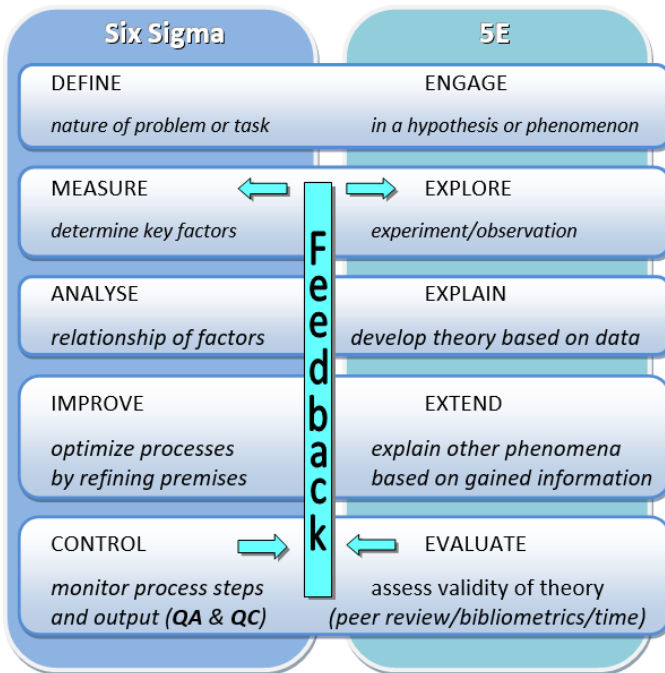 Six Sigma
5E
DEFINE
ENGAGE
nature of problem or task
in a hypothesis or phenomenon
MEASURE
EXPLORE
determine key factors
experiment/observation
ANALYSE
EXPLAIN
relationship of factors
develop theory based on data
IMPROVE
EXTEND
optimize processes
by refining premises
explain other phenomena
based on gained information
CONTROL
EVALUATE
monitor process steps
and output (QA & QC)
assess validity of theory
(peer review/bibliometrics/time)
Feedback